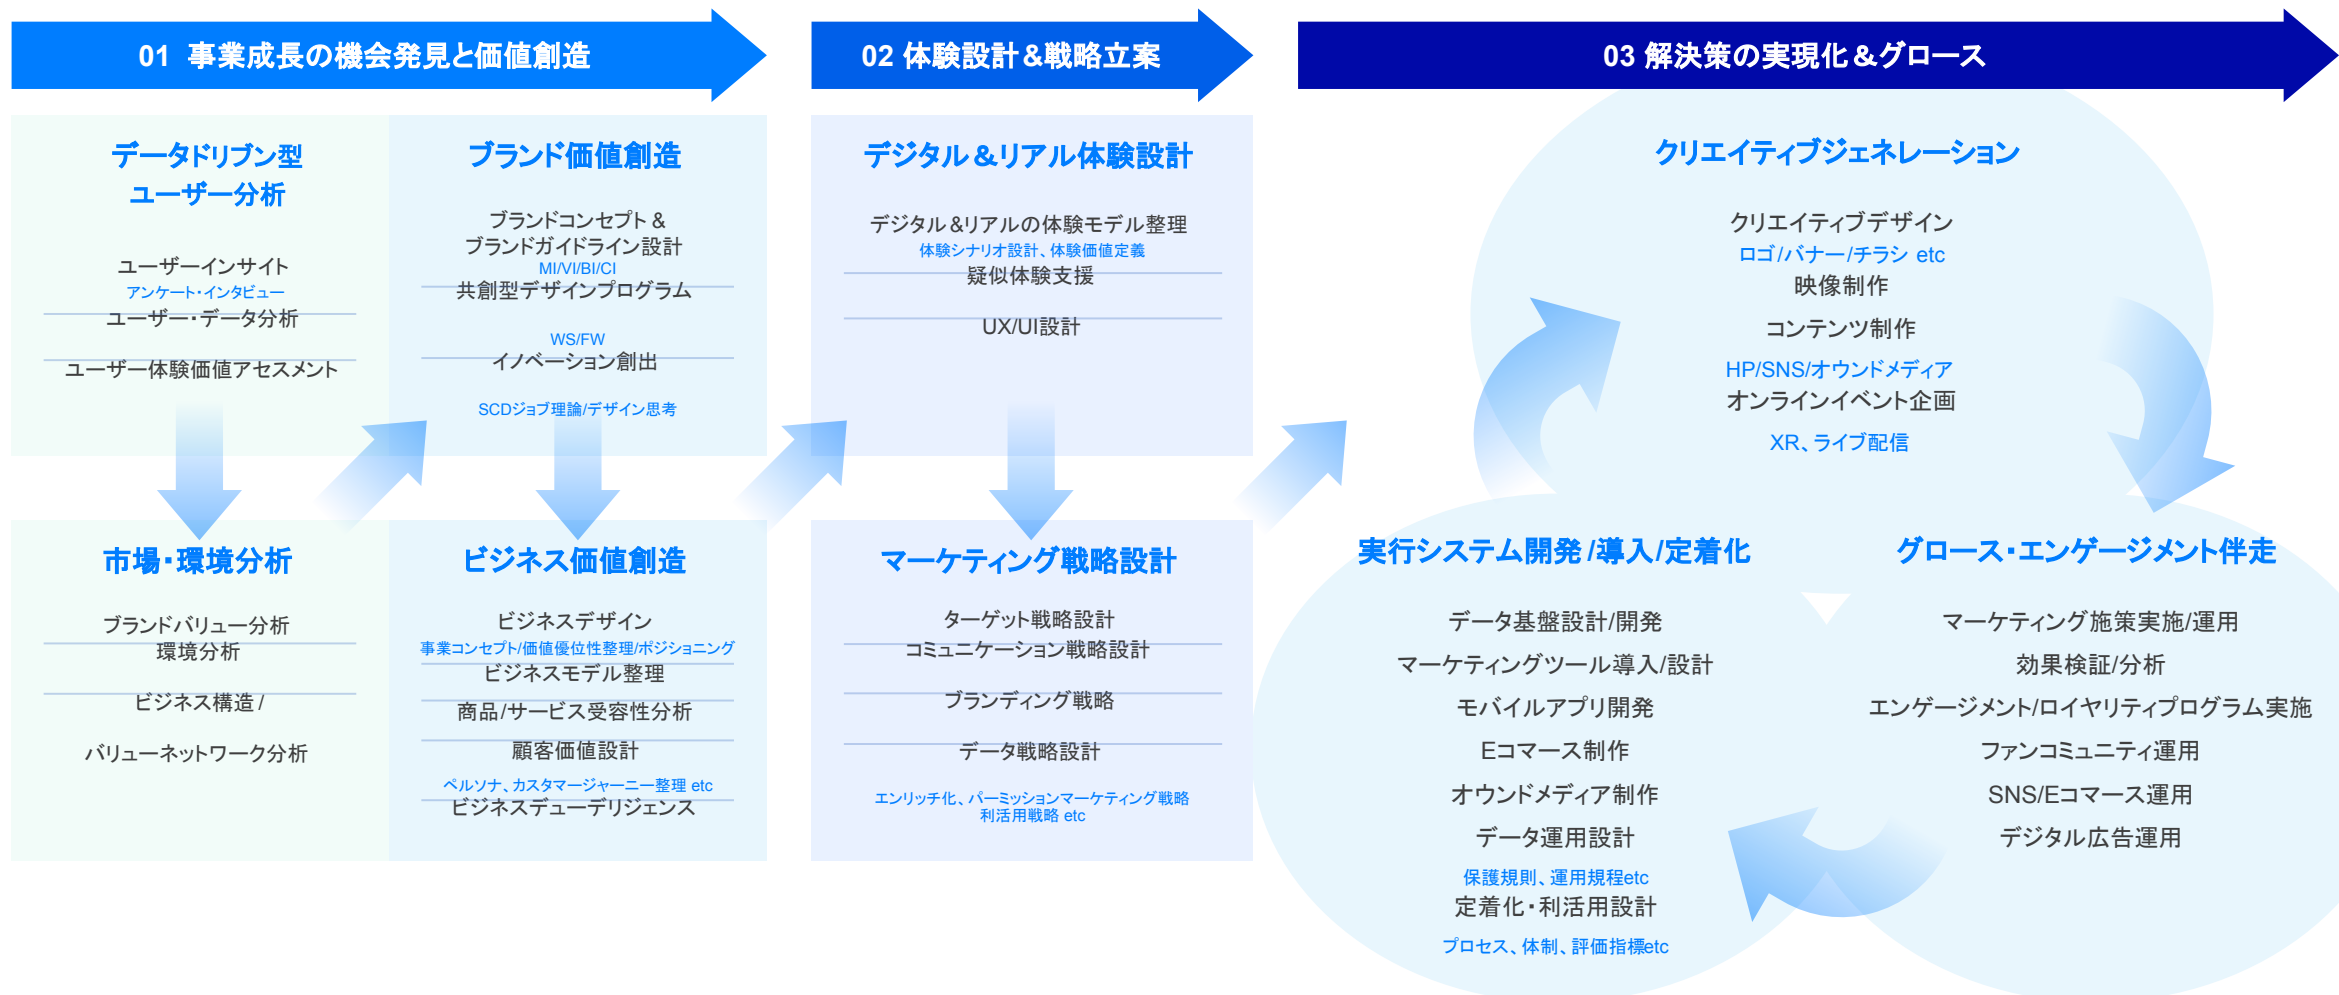 01 事業成長の機会発見と価値創造
データドリブン型
ユーザー分析
ユーザーインサイト
アンケート・インタビュー
ユーザー・データ分析
ユーザー体験価値アセスメント
市場・環境分析
ブランドバリュー分析
環境分析
ビジネス構造/
バリューネットワーク分析
ブランド価値創造
ブランドコンセプト&
ブランドガイドライン設計
MI/VI/BI/CI
共創型デザインプログラム
WS/FW
イノベーション創出
SCDジョブ理論/デザイン思考
ビジネス価値創造
ビジネスデザイン
事業コンセプト/価値優位性整理/ポジショニング
ビジネスモデル整理
商品/サービス受容性分析
顧客価値設計
ペルソナ、カスタマージャーニー整理 etc
ビジネスデューデリジェンス
02 体験設計&戦略立案
デジタル&リアル体験設計
デジタル&リアルの体験モデル整理
体験シナリオ設計、体験価値定義
疑似体験支援
UX/UI設計
マーケティング戦略設計
ターゲット戦略設計
コミュニケーション戦略設計
ブランディング戦略
データ戦略設計
エンリッチ化、パーミッションマーケティング戦略
利活用戦略 etc
03 解決策の実現化&グロース
クリエイティブジェネレーション
クリエイティブデザイン
ロゴ/バナー/チラシ etc
映像制作
コンテンツ制作
HP/SNS/オウンドメディア
オンラインイベント企画
XR、ライブ配信
実行システム開発/導入/定着化
データ基盤設計/開発
マーケティングツール導入/設計
モバイルアプリ開発
Eコマース制作
オウンドメディア制作
データ運用設計
保護規則、運用規程etc
定着化・利活用設計
プロセス、体制、評価指標etc
グロース・エンゲージメント伴走
マーケティング施策実施/運用
効果検証/分析
エンゲージメント/ロイヤリティプログラム実施
ファンコミュニティ運用
SNS/Eコマース運用
デジタル広告運用